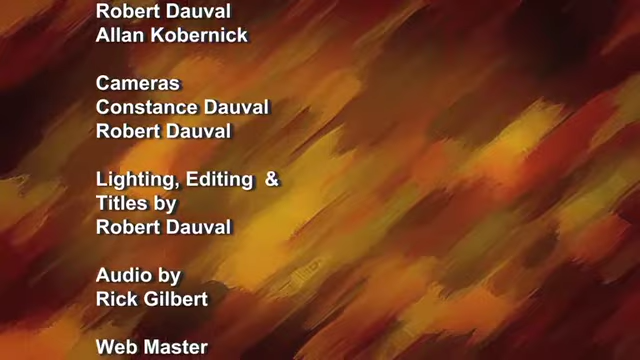 Robert Dauval
Allan Kobernick
Cameras
Constance Dauval
Robert Dauval
Lighting, Editing &
Titles by
Robert Dauval
Audio by
Rick Gilbert
Web Master